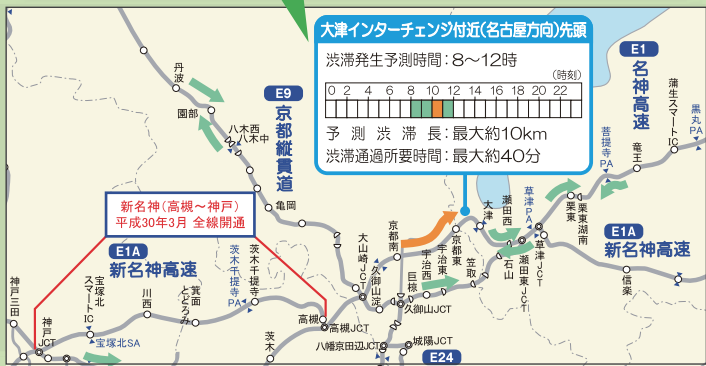 大津インターチェンジ付近(名古屋方向)先頭
渋滞発生予測時間：8～12時
(時刻)
0 2 4 6 8 10 12 14 16 18 20 22
予測渋滞長：最大約10km
渋滞通過所要時間：最大約40分
E1
名神高速
蒲生スマートIC
黒丸PA
菩提寺PA
竜王
丹波
園部
八木西
八木中
E9
京都縦貫道
亀岡
新名神(高槻～神戸)
平成30年3月 全線開通
E1A
新名神高速
神戸三田
神戸JCT
宝塚北スマートIC
宝塚北SA
川西
箕面とどろみ
茨木千提寺PA
茨木千提寺
高槻
高槻JCT
茨木
大山崎JCT
久御山淀
京都南
巨椋
久御山JCT
宇治西
宇治東
京都東
笠取
大津
瀬田西
石山
瀬田東JCT
草津PA
草津JCT
栗東
栗東湖南
E1A
新名神高速
信楽
八幡京田辺JCT
城陽JCT
E24